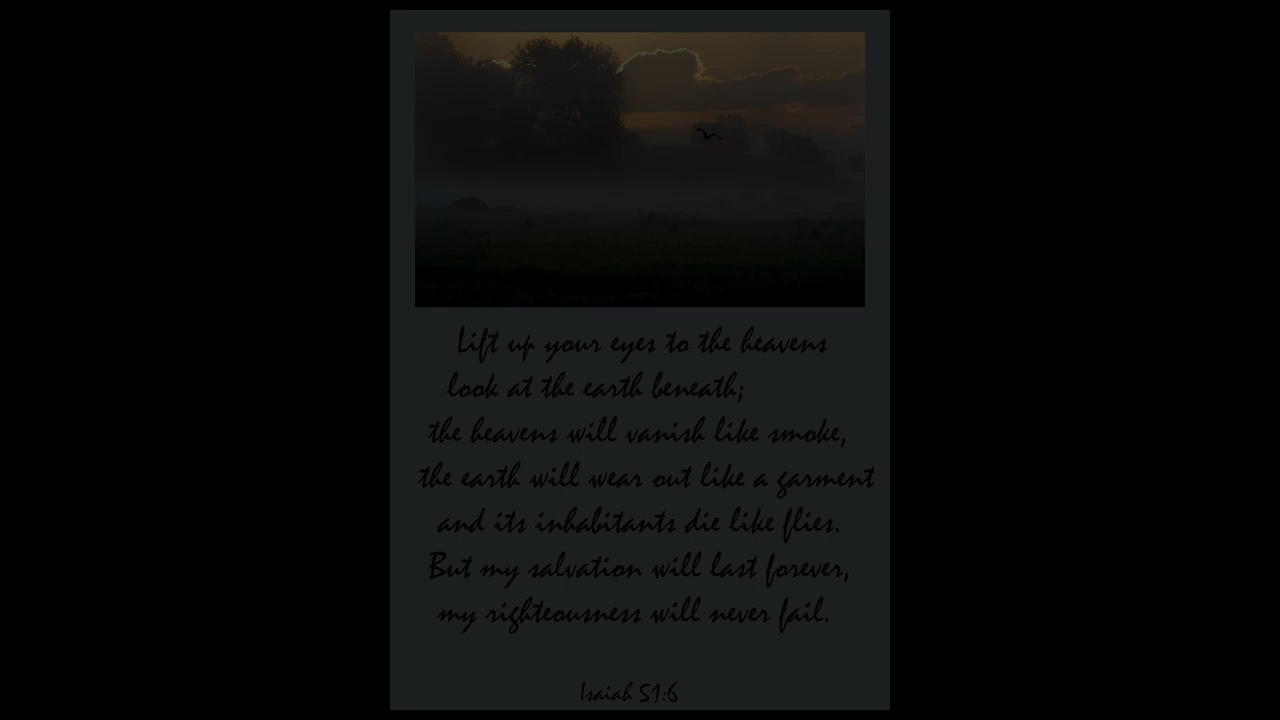 Lift up your eyes to the heavens
look at the earth beneath;
the heavens will vanish like smoke,
the earth will wear out like a garment
and its inhabitants die like flies.
But my salvation will last forever,
my righteousness will never fail.
Isaiah 51:6